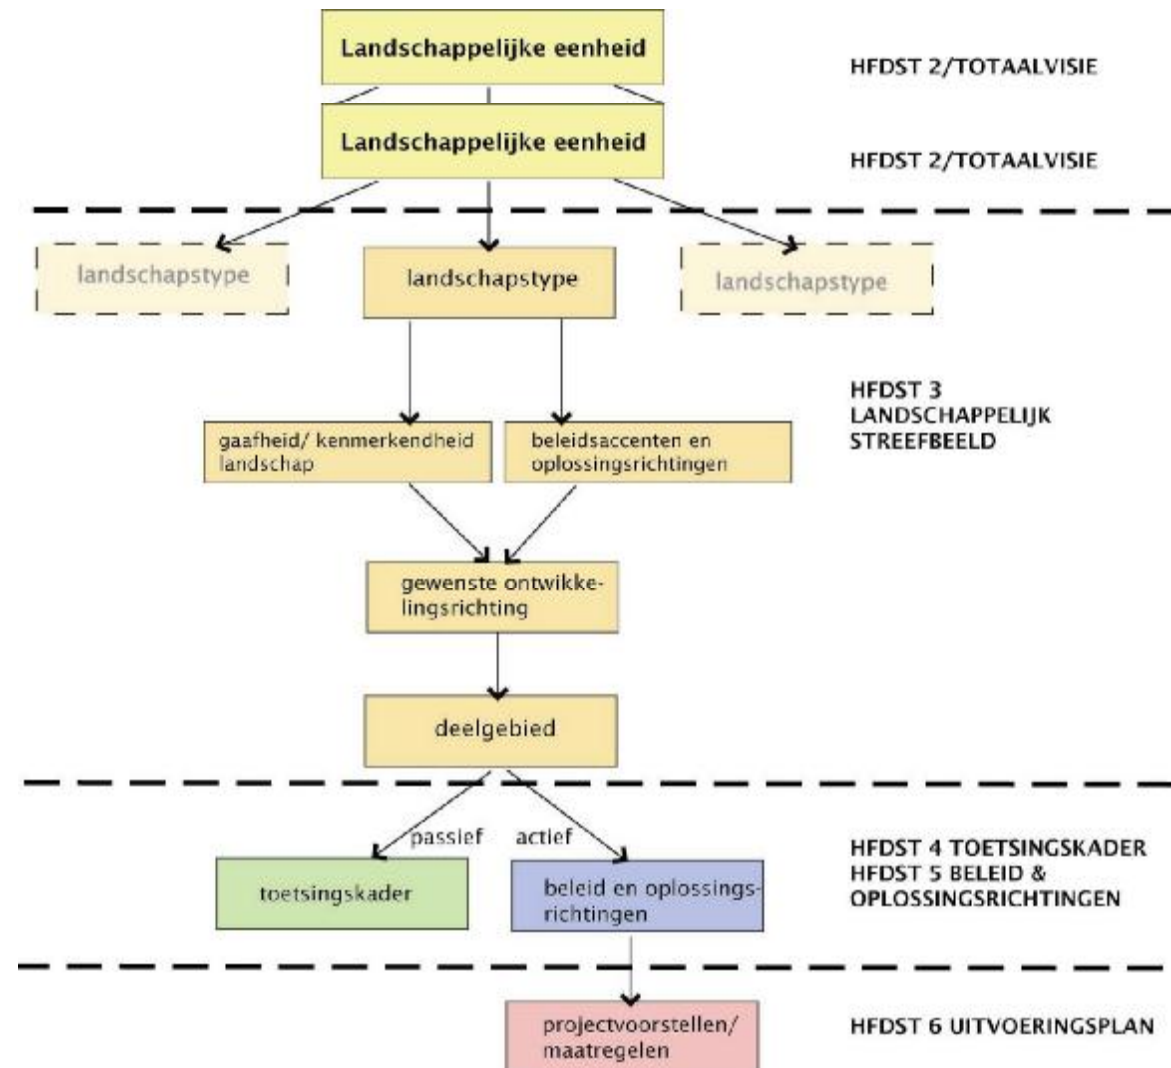 Landschappelijke eenheid
HFDST 2/TOTAALVISIE
Landschappelijke eenheid
HFDST 2/TOTAALVISIE
landschapstype
landschapstype
landschapstype
HFDST 3
LANDSCHAPPELIJK
STREEFBEELD
gaafheid/ kenmerkendheid
landschap
beleidsaccenten en
oplossingsrichtingen
gewenste ontwikke-
lingsrichting
deelgebied
passief
actief
HFDST 4 TOETSINGSKADER
HFDST 5 BELEID &
OPLOSSINGSRICHTINGEN
toetsingskader
beleid en oplossings-
richtingen
projectvoorstellen/
maatregelen
HFDST 6 UITVOERINGSPLAN